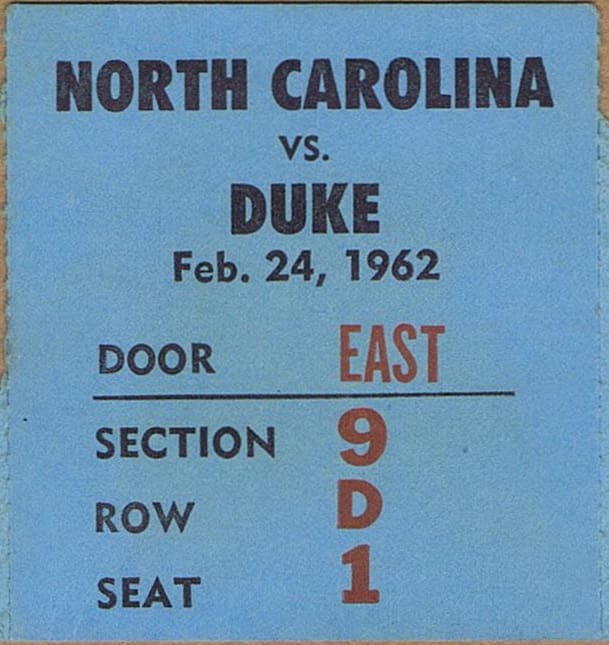 NORTH CAROLINA
VS.
DUKE
Feb. 24, 1962
DOOR EAST
SECTION 9
ROW D
SEAT 1